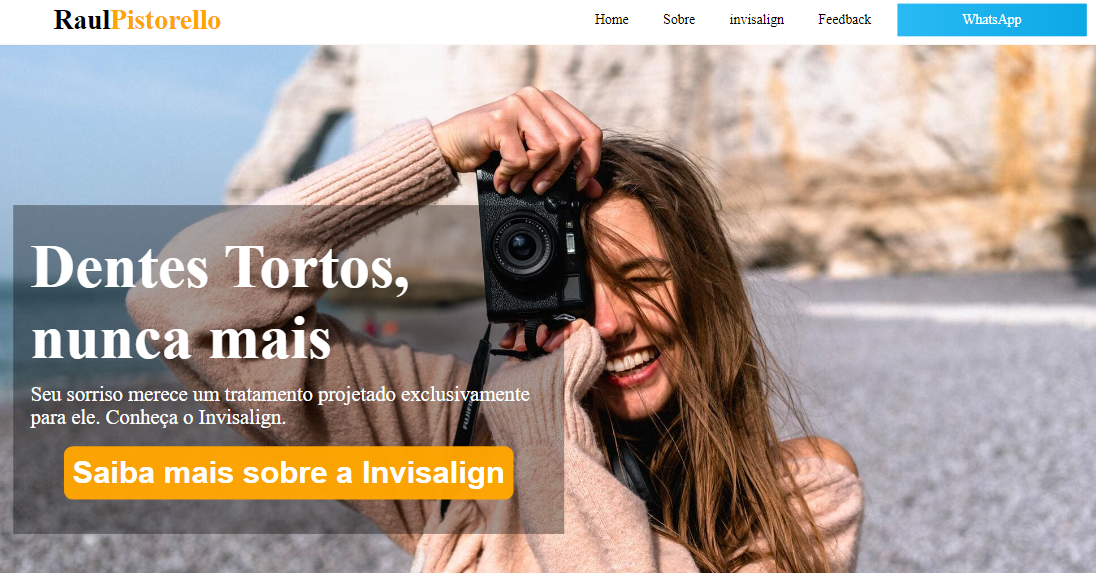 RaulPistorello
Home
Sobre
invisalign
Feedback
WhatsApp
Dentes Tortos,
nunca mais
Seu sorriso merece um tratamento projetado exclusivamente
para ele. Conheça o Invisalign.
Saiba mais sobre a Invisalign